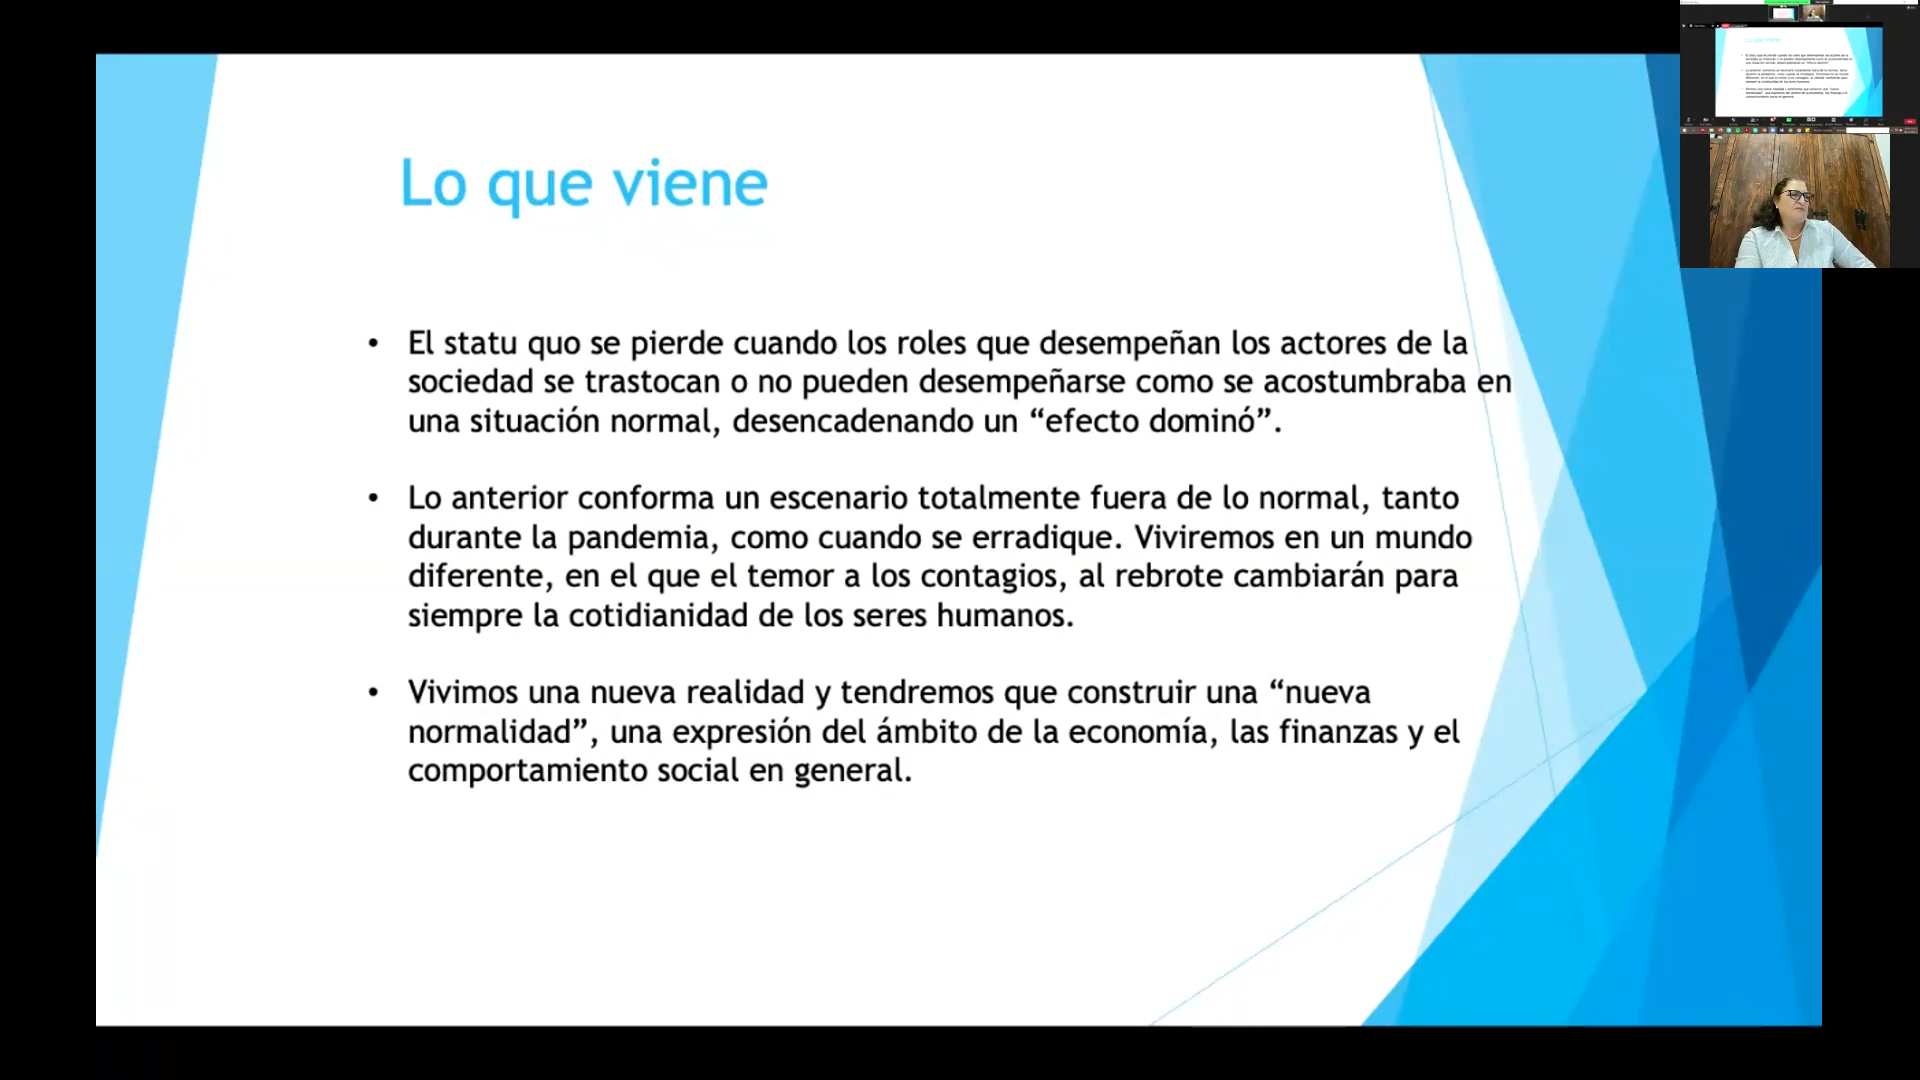 Lo que viene
• El statu quo se pierde cuando los roles que desempeñan los actores de la
sociedad se trastocan o no pueden desempeñarse como se acostumbraba en
una situación normal, desencadenando un “efecto dominó”.
• Lo anterior conforma un escenario totalmente fuera de lo normal, tanto
durante la pandemia, como cuando se erradique. Viviremos en un mundo
diferente, en el que el temor a los contagios, al rebrote cambiarán para
siempre la cotidianidad de los seres humanos.
• Vivimos una nueva realidad y tendremos que construir una “nueva
normalidad”, una expresión del ámbito de la economía, las finanzas y el
comportamiento social en general.